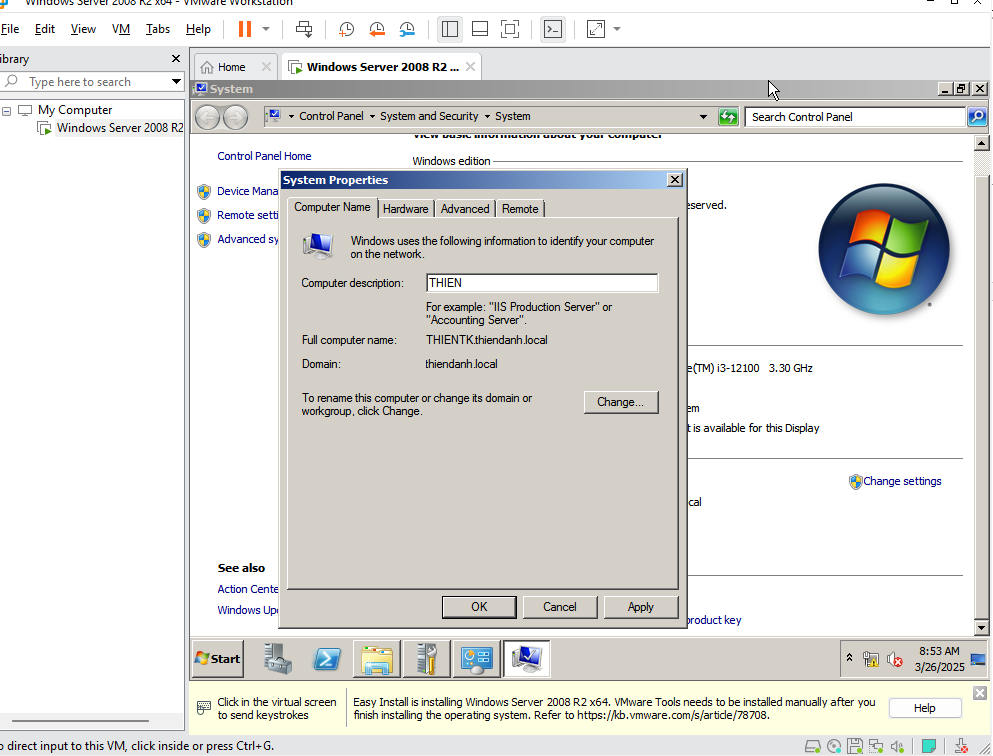 Windows Server 2008 R2 x64 - VMware Workstation
File Edit View VM Tabs Help
Home
Windows Server 2008 R2 ...
Type here to search
My Computer
Windows Server 2008 R2
System
Control Panel System and Security System
Search Control Panel
View basic information about your computer
Control Panel Home
Windows edition
Device Mana
Remote setti
Advanced sy
eserved.
System Properties
Computer Name Hardware Advanced Remote
Windows uses the following information to identify your computer
on the network.
Computer description: THIEN
For example: "IIS Production Server" or
"Accounting Server".
Full computer name: THIENTK.thiendanh.local
Domain: thiendanh.local
To rename this computer or change its domain or
workgroup, click Change.
Change...
e(TM) i3-12100 3.30 GHz
em
t is available for this Display
Change settings
cal
See also
Action Cente
Windows Upd
OK Cancel Apply
product key
Start
8:53 AM
3/26/2025
Click in the virtual screen
to send keystrokes
Easy Install is installing Windows Server 2008 R2 x64. VMware Tools needs to be installed manually after you
finish installing the operating system. Refer to https://kb.vmware.com/s/article/78708.
Help
o direct input to this VM, click inside or press Ctrl+G.